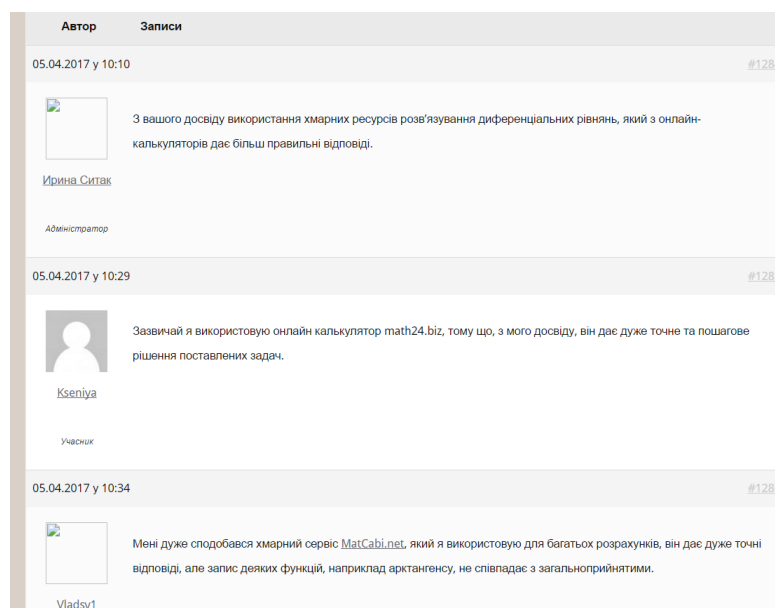 Автор Записи
05.04.2017 у 10:10 #128
З вашого досвіду використання хмарних ресурсів розв'язування диференціальних рівнянь, який з онлайн-
калькуляторів дає більш правильні відповіді.
Ирина Ситак
Адміністратор
05.04.2017 у 10:29 #128
Зазвичай я використовую онлайн калькулятор math24.biz, тому що, з мого досвіду, він дає дуже точне та пошагове
рішення поставлених задач.
Kseniya
Учасник
05.04.2017 у 10:34 #128
Мені дуже сподобався хмарний сервіс MatCabi.net, який я використовую для багатьох розрахунків, він дає дуже точні
відповіді, але запис деяких функцій, наприклад арктангенсу, не співпадає з загальноприйнятими.
Vladsv1